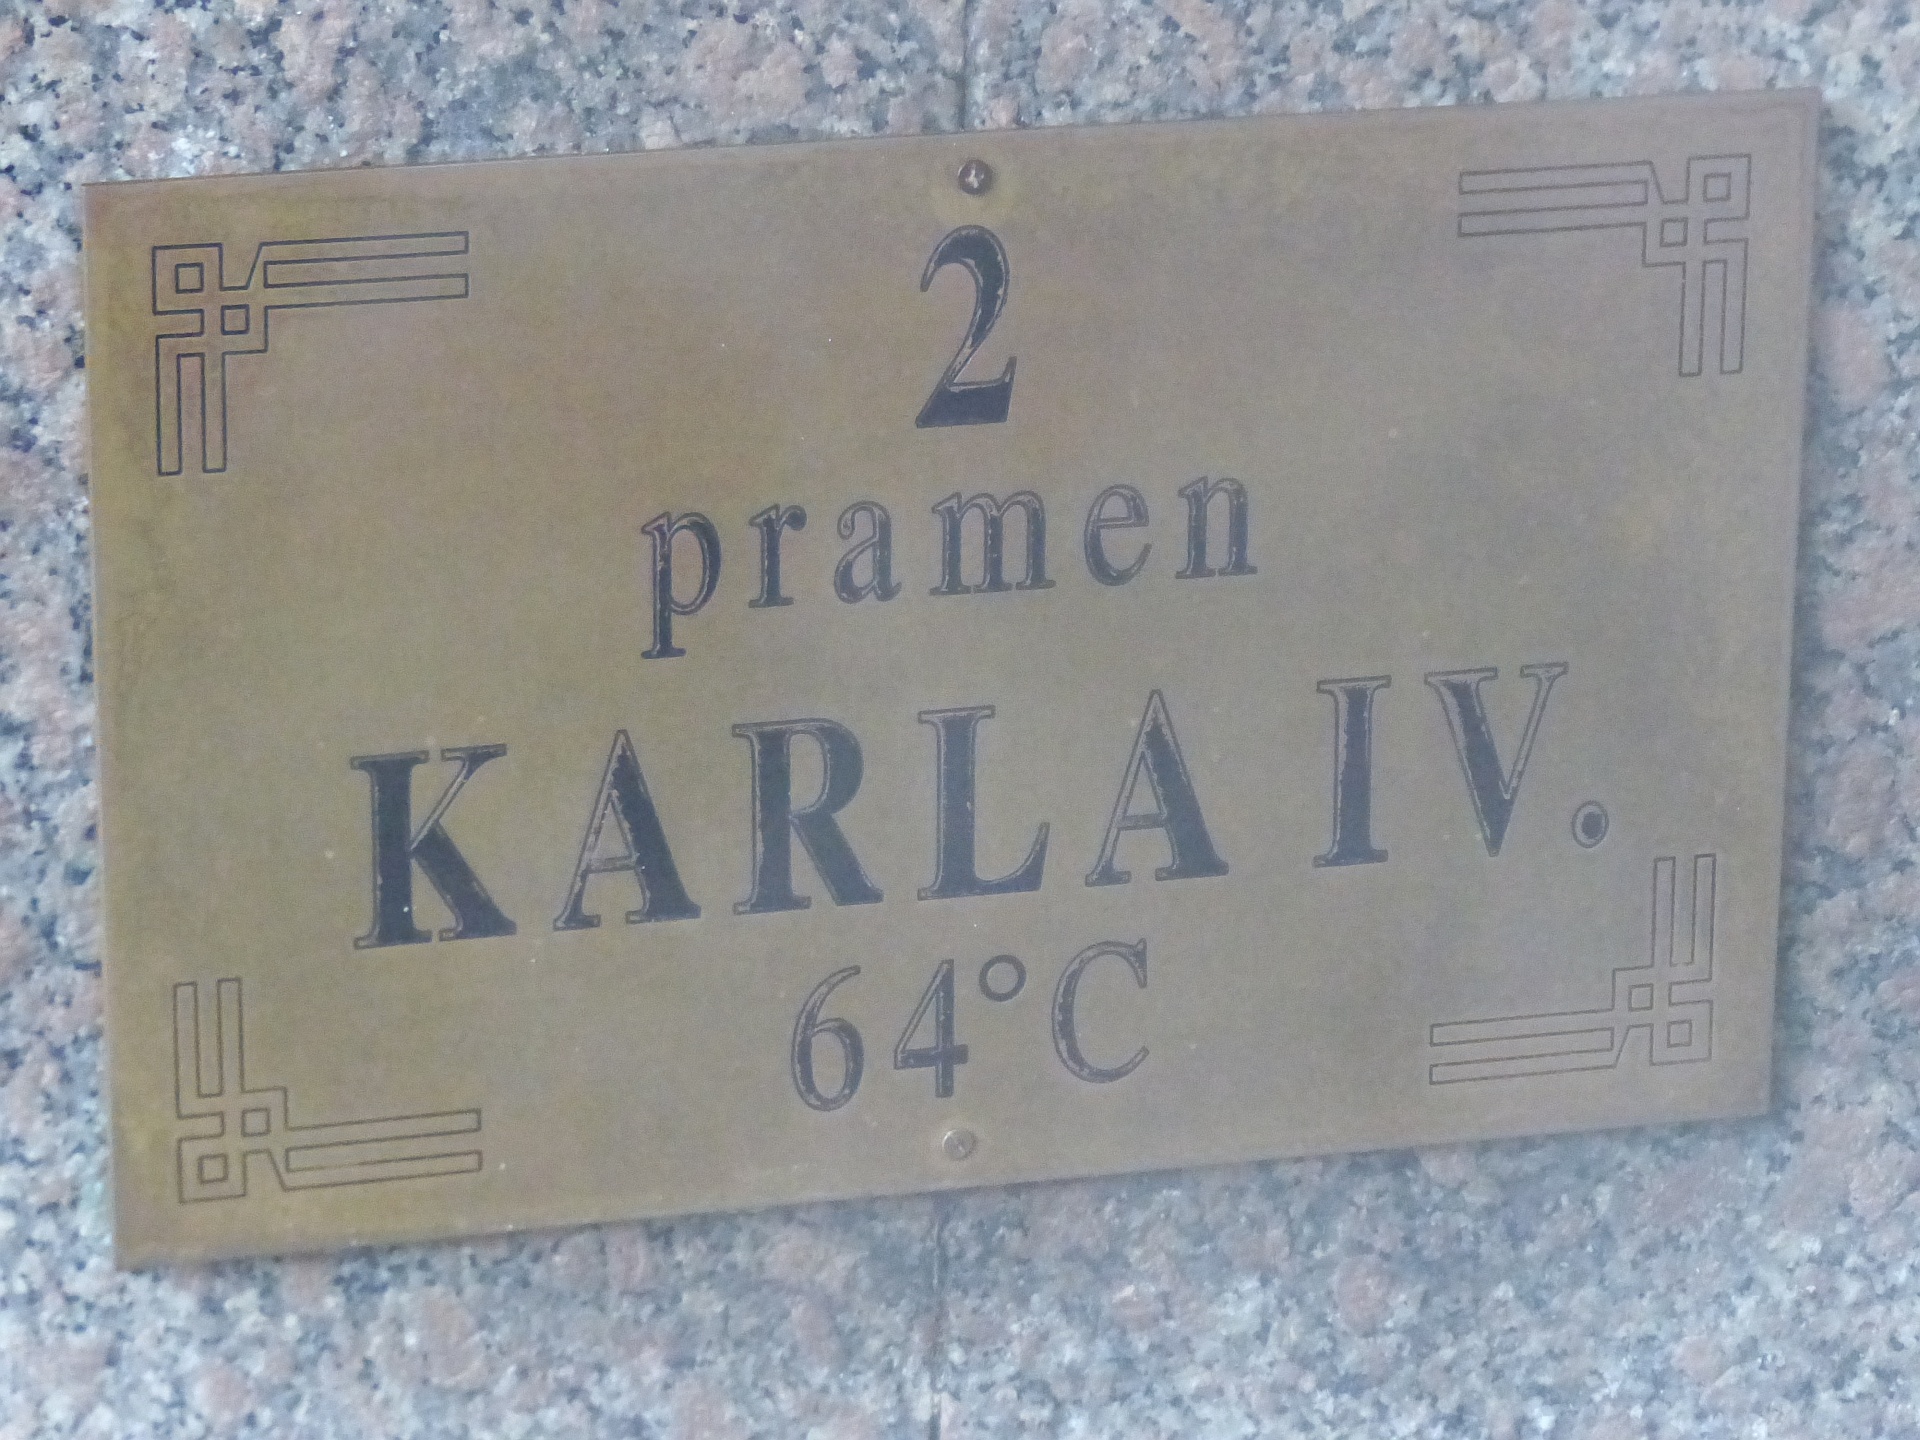 2
pramen
KARLA IV.
64°C